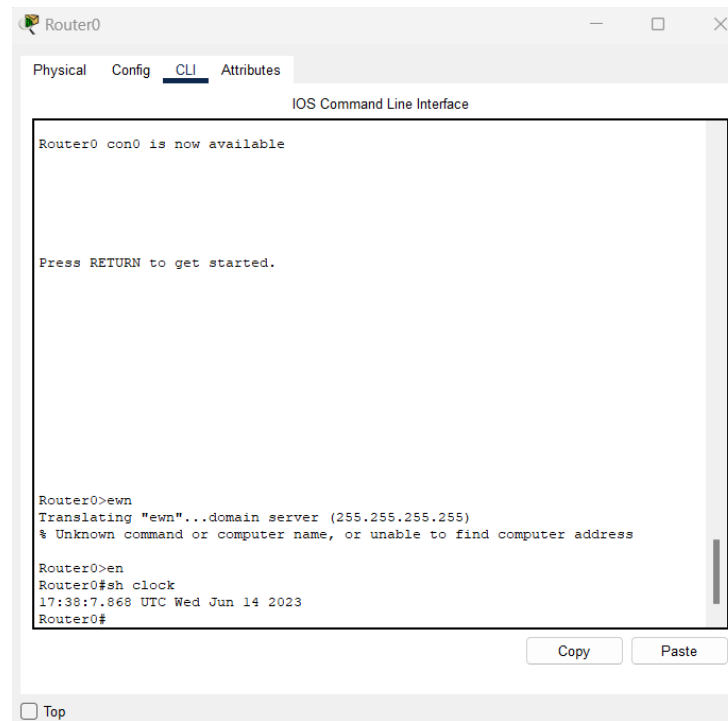 Router0
Physical Config CLI Attributes
IOS Command Line Interface
Router0 con0 is now available
Press RETURN to get started.
Router0>ewn
Translating "ewn"...domain server (255.255.255.255)
% Unknown command or computer name, or unable to find computer address
Router0>en
Router0#sh clock
17:38:7.868 UTC Wed Jun 14 2023
Router0#
Copy Paste
Top